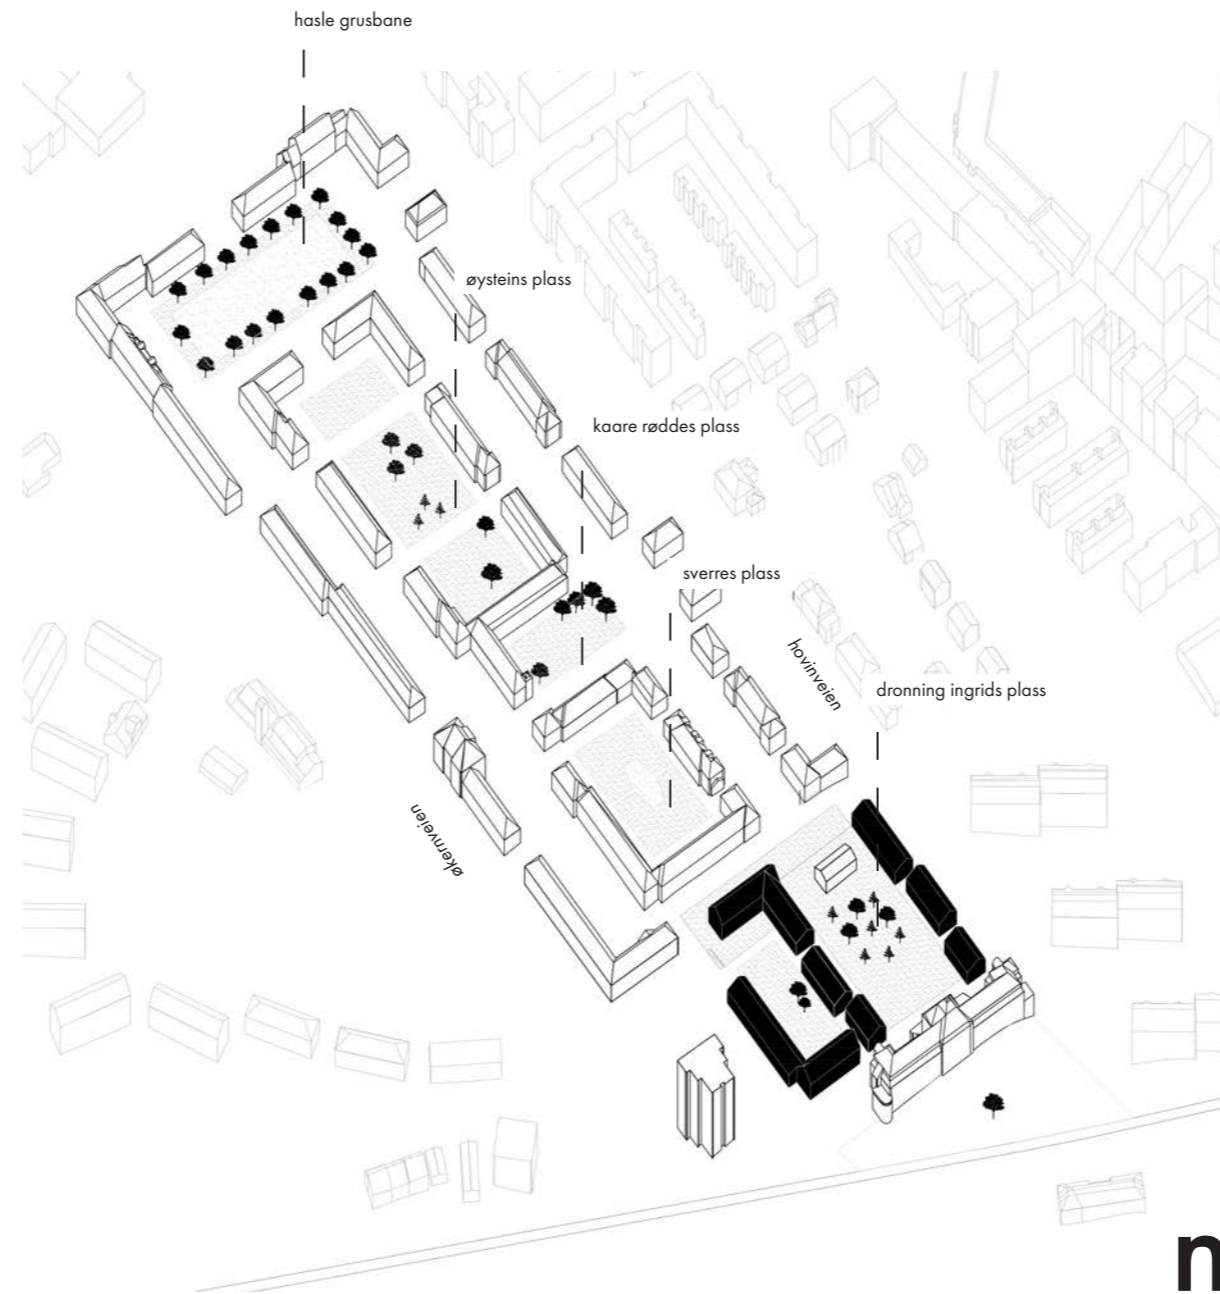 hasle grusbane
øysteins plass
kaare røddes plass
sverres plass
hovinveien
dronning ingrids plass
økernveien
n